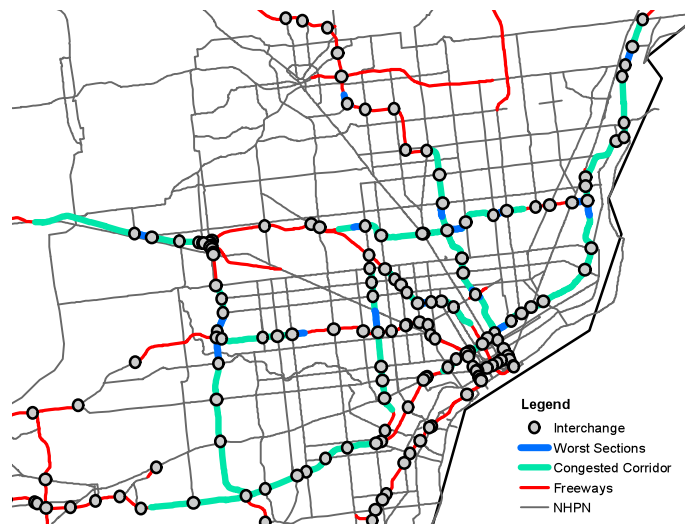 Legend
Interchange
Worst Sections
Congested Corridor
Freeways
NHPN